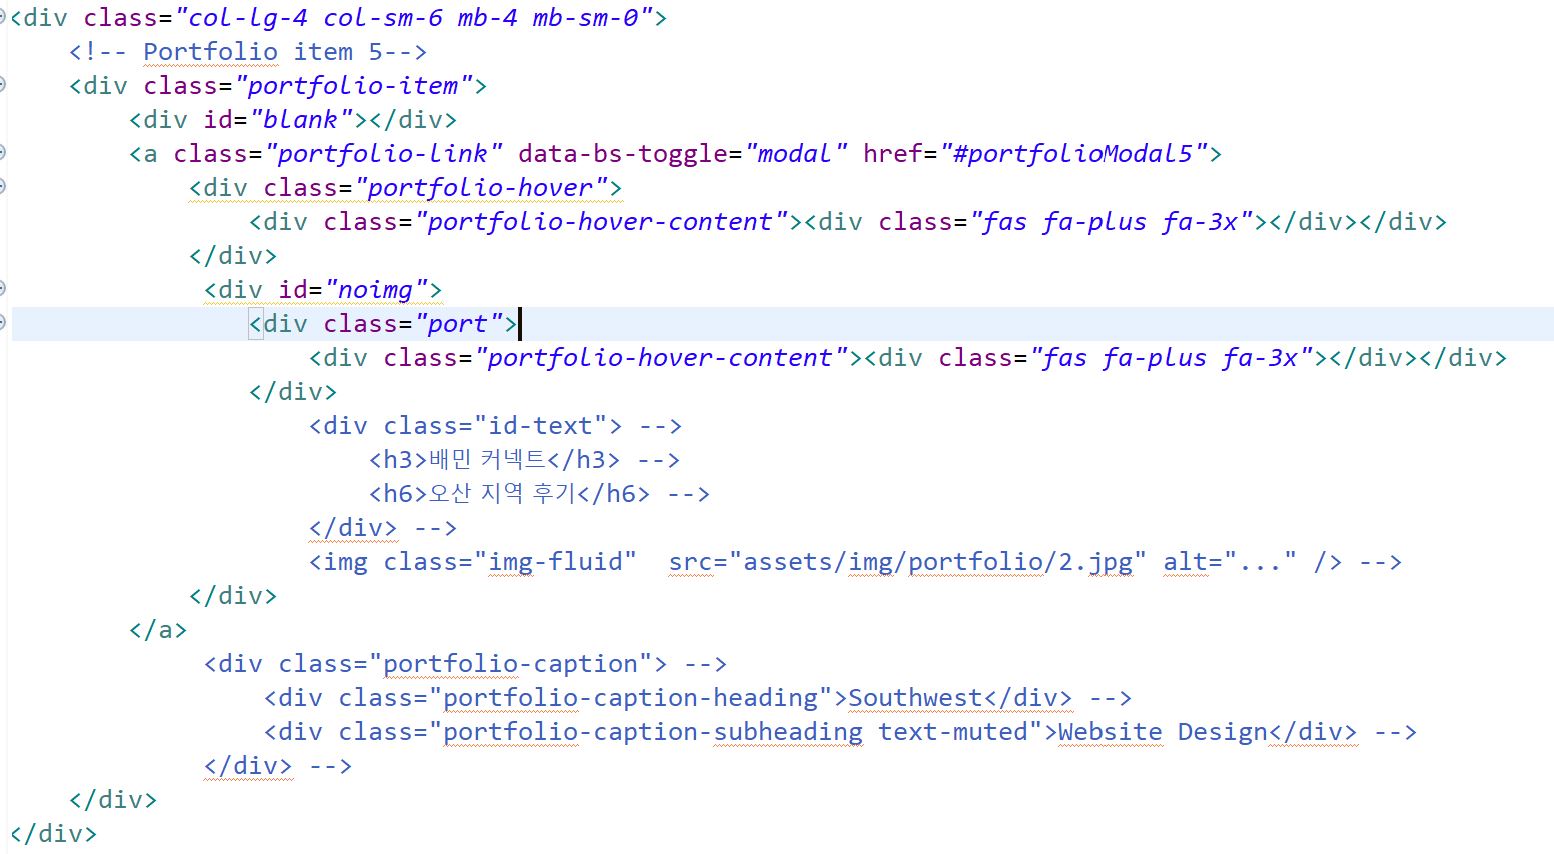 <div class="col-lg-4 col-sm-6 mb-4 mb-sm-0">
<!-- Portfolio item 5-->
<div class="portfolio-item">
<div id="blank"></div>
<a class="portfolio-link" data-bs-toggle="modal" href="#portfolioModal5">
<div class="portfolio-hover">
<div class="portfolio-hover-content"><div class="fas fa-plus fa-3x"></div></div>
</div>
<div id="noimg">
<div class="port">
<div class="portfolio-hover-content"><div class="fas fa-plus fa-3x"></div></div>
</div>
<div class="id-text"> -->
<h3>배민 커넥트</h3> -->
<h6>오산 지역 후기</h6> -->
</div> -->
<img class="img-fluid"  src="assets/img/portfolio/2.jpg" alt="..." /> -->
</div>
</a>
<div class="portfolio-caption"> -->
<div class="portfolio-caption-heading">Southwest</div> -->
<div class="portfolio-caption-subheading text-muted">Website Design</div> -->
</div> -->
</div>
</div>